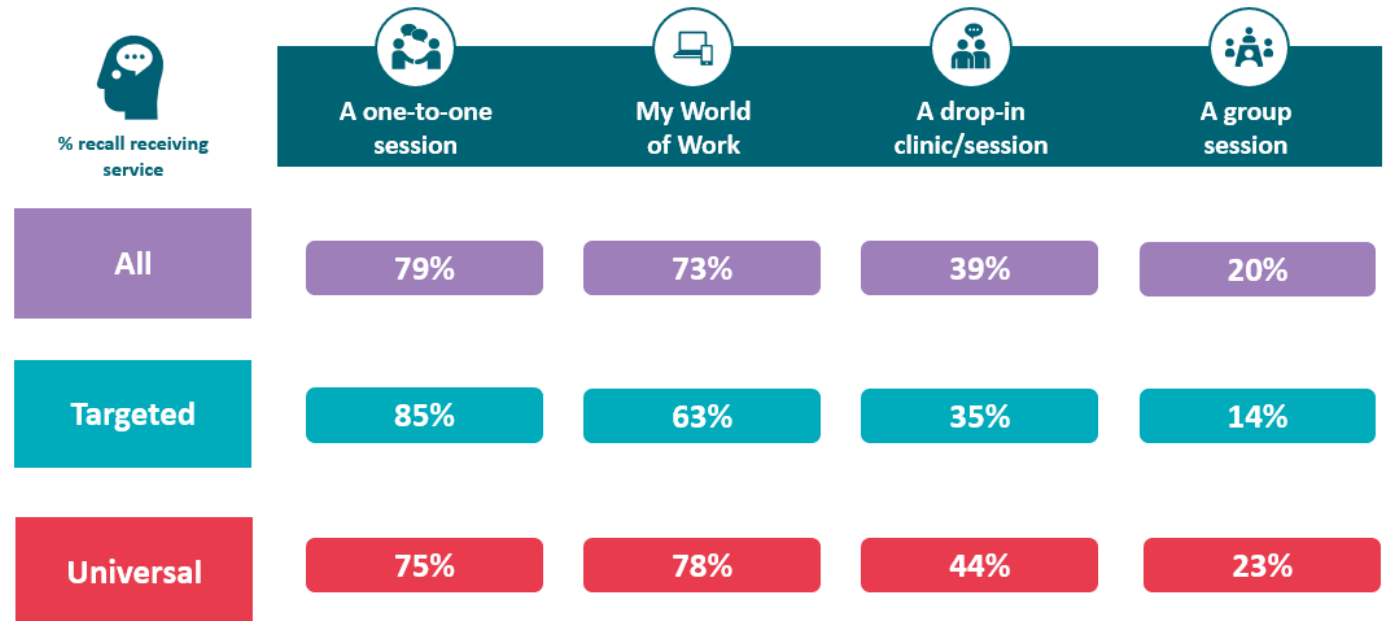 % recall receiving
service
A one-to-one
session
My World
of Work
A drop-in
clinic/session
A group
session
All
79%
73%
39%
20%
Targeted
85%
63%
35%
14%
Universal
75%
78%
44%
23%